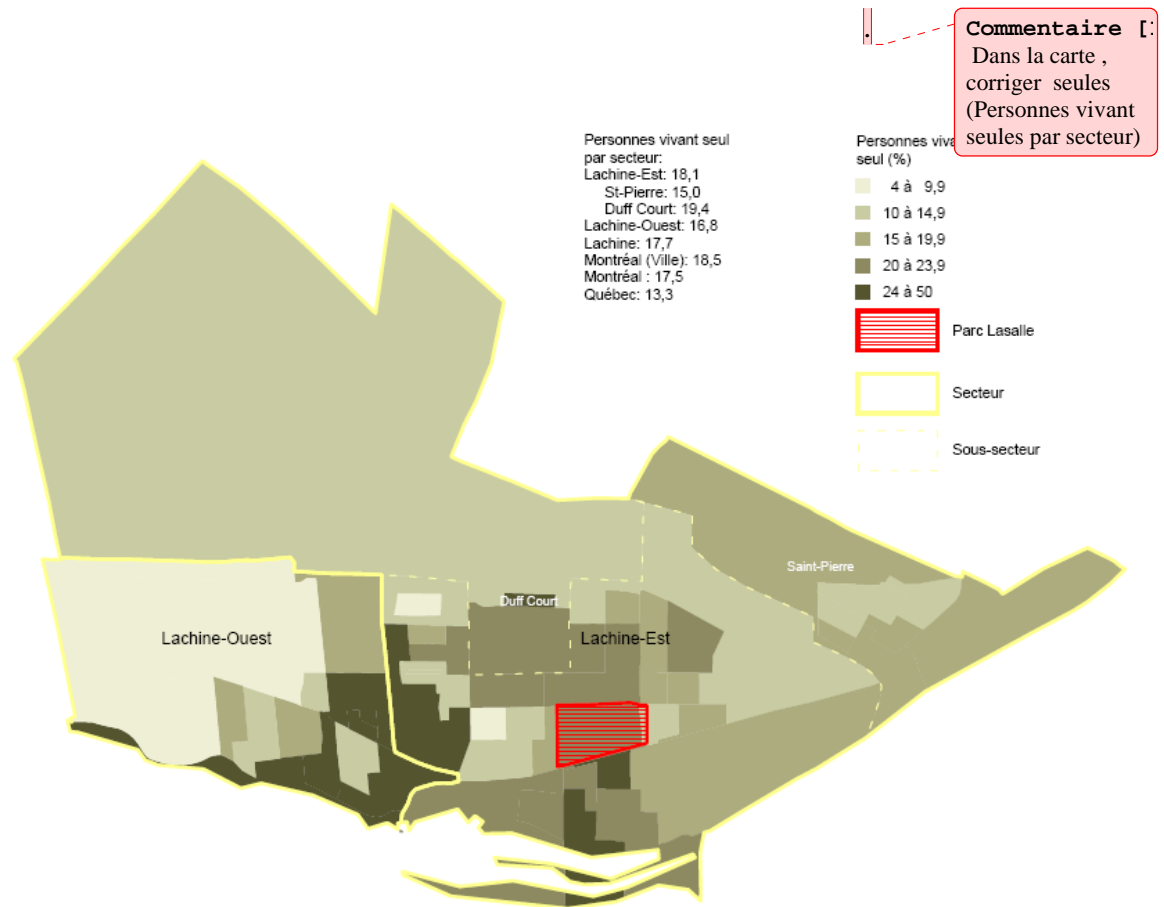 Commentaire [
Dans la carte ,
corriger seules
(Personnes vivant
seules par secteur)
Personnes vivant seul
par secteur:
Lachine-Est: 18,1
St-Pierre: 15,0
Duff Court: 19,4
Lachine-Ouest: 16,8
Lachine: 17,7
Montréal (Ville): 18,5
Montréal : 17,5
Québec: 13,3
Personnes viva
seul (%)
4 à 9,9
10 à 14,9
15 à 19,9
20 à 23,9
24 à 50
Parc Lasalle
Secteur
Sous-secteur
Saint-Pierre
Duff Court
Lachine-Ouest
Lachine-Est